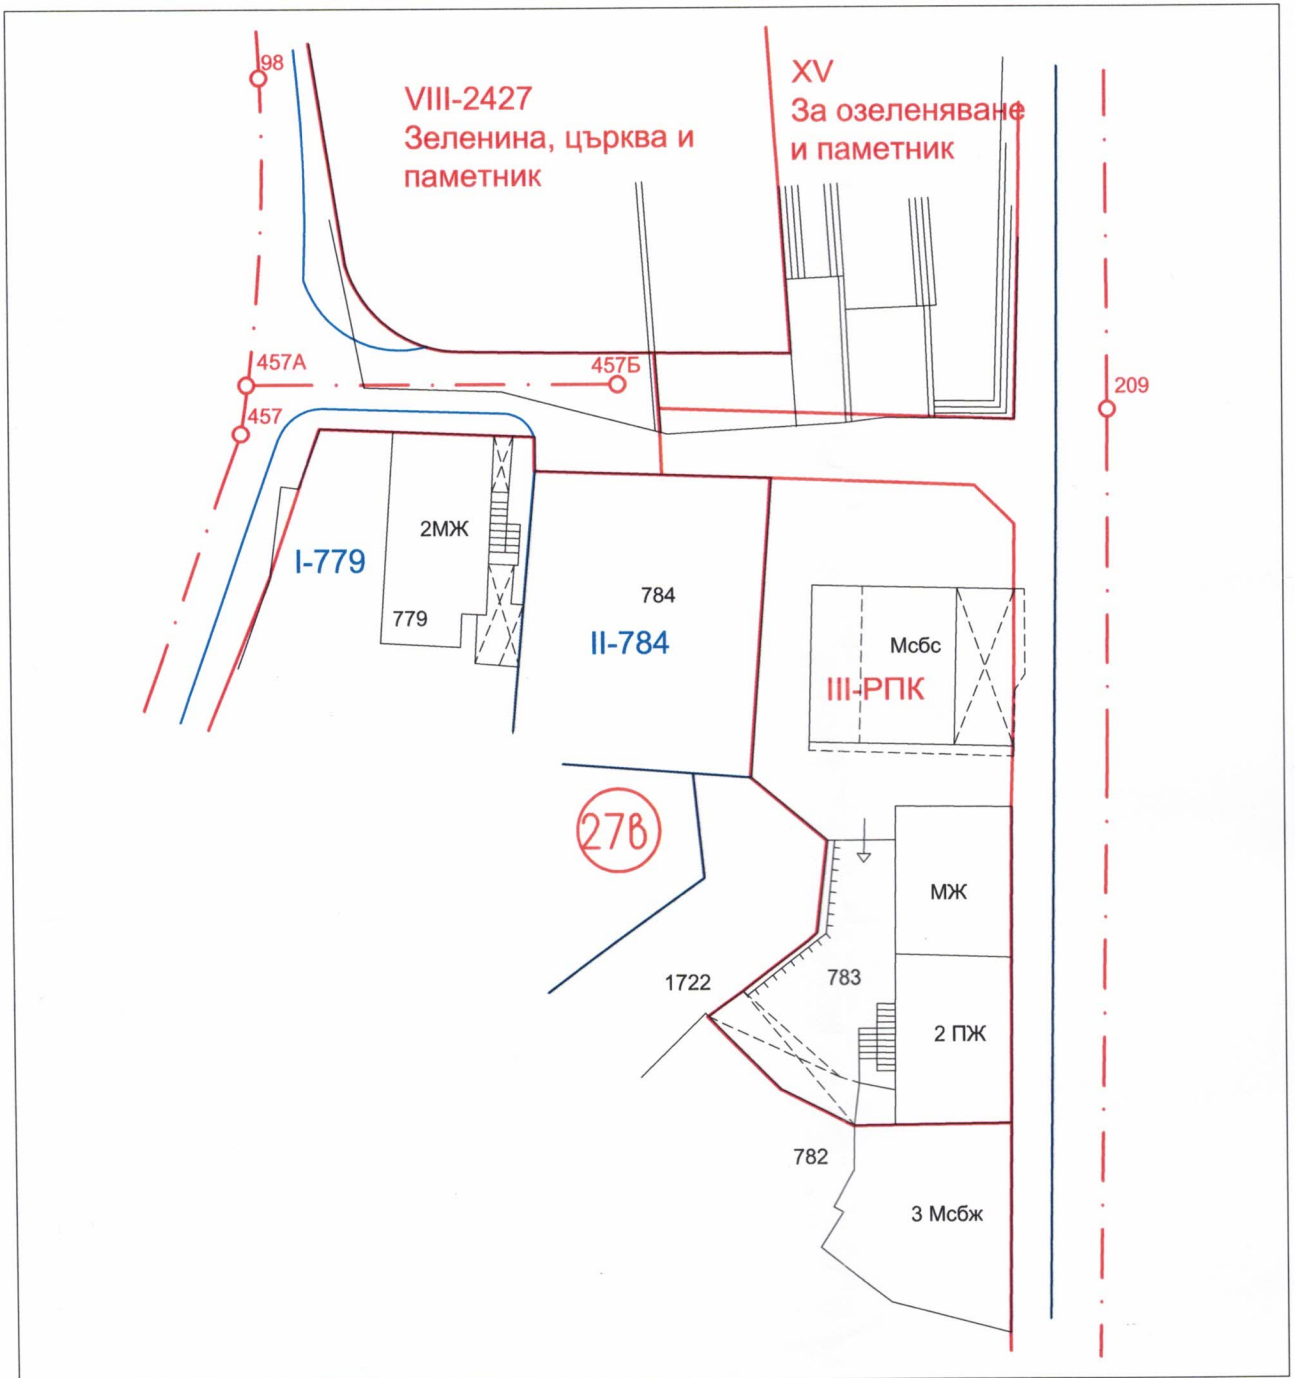 98
VIII-2427
Зеленина, църква и
паметник
XV
За озеленяване
и паметник
457А
457Б
457
209
2МЖ
I-779
779
784
II-784
Мсбс
III-РПК
27в
МЖ
1722
783
2 ПЖ
782
3 Мсбж